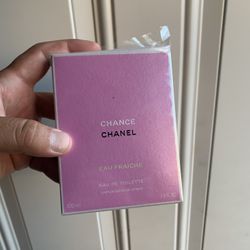 CHANCE
CHANEL
EAU FRAÎCHE
EAU DE TOILETTE